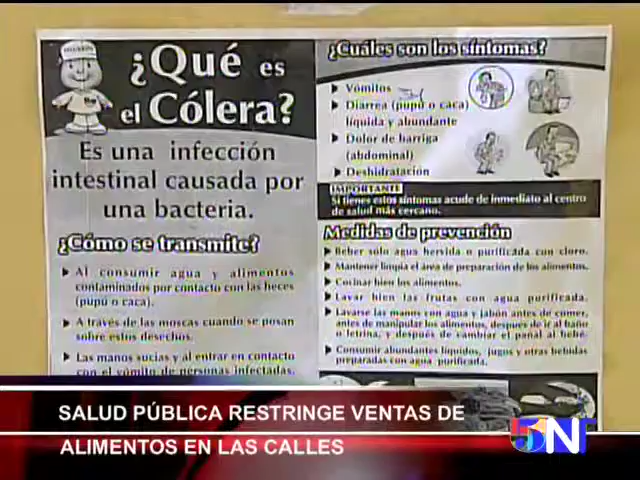 ¿Qué es
el Cólera?
Es una infección
intestinal causada por
una bacteria.
¿Cómo se transmite?
Al consumir agua y alimentos
contaminados por contacto con las heces
(pupú o caca).
A través de las moscas cuando se posan
sobre estos desechos.
Las manos sucias y al entrar en contacto
con el vómito de personas infectadas.
¿Cuáles son los síntomas?
Vómitos
Diarrea (pupú o caca)
líquida y abundante
Dolor de barriga
(abdominal)
Deshidratación
IMPORTANTE
Si tienes estos síntomas acude de inmediato al centro
de salud más cercano.
Medidas de prevención
Beber sólo agua hervida o purificada con cloro.
Mantener limpia el área de preparación de los alimentos.
Cocinar bien los alimentos.
Lavar bien las frutas con agua purificada.
Lavarse las manos con agua y jabón antes de comer,
antes de manipular los alimentos, después de ir al baño
o letrina, y después de cambiar el pañal al bebé.
Consumir abundantes líquidos, jugos y otras bebidas
preparadas con agua purificada.
SALUD PÚBLICA RESTRINGE VENTAS DE
ALIMENTOS EN LAS CALLES
5N